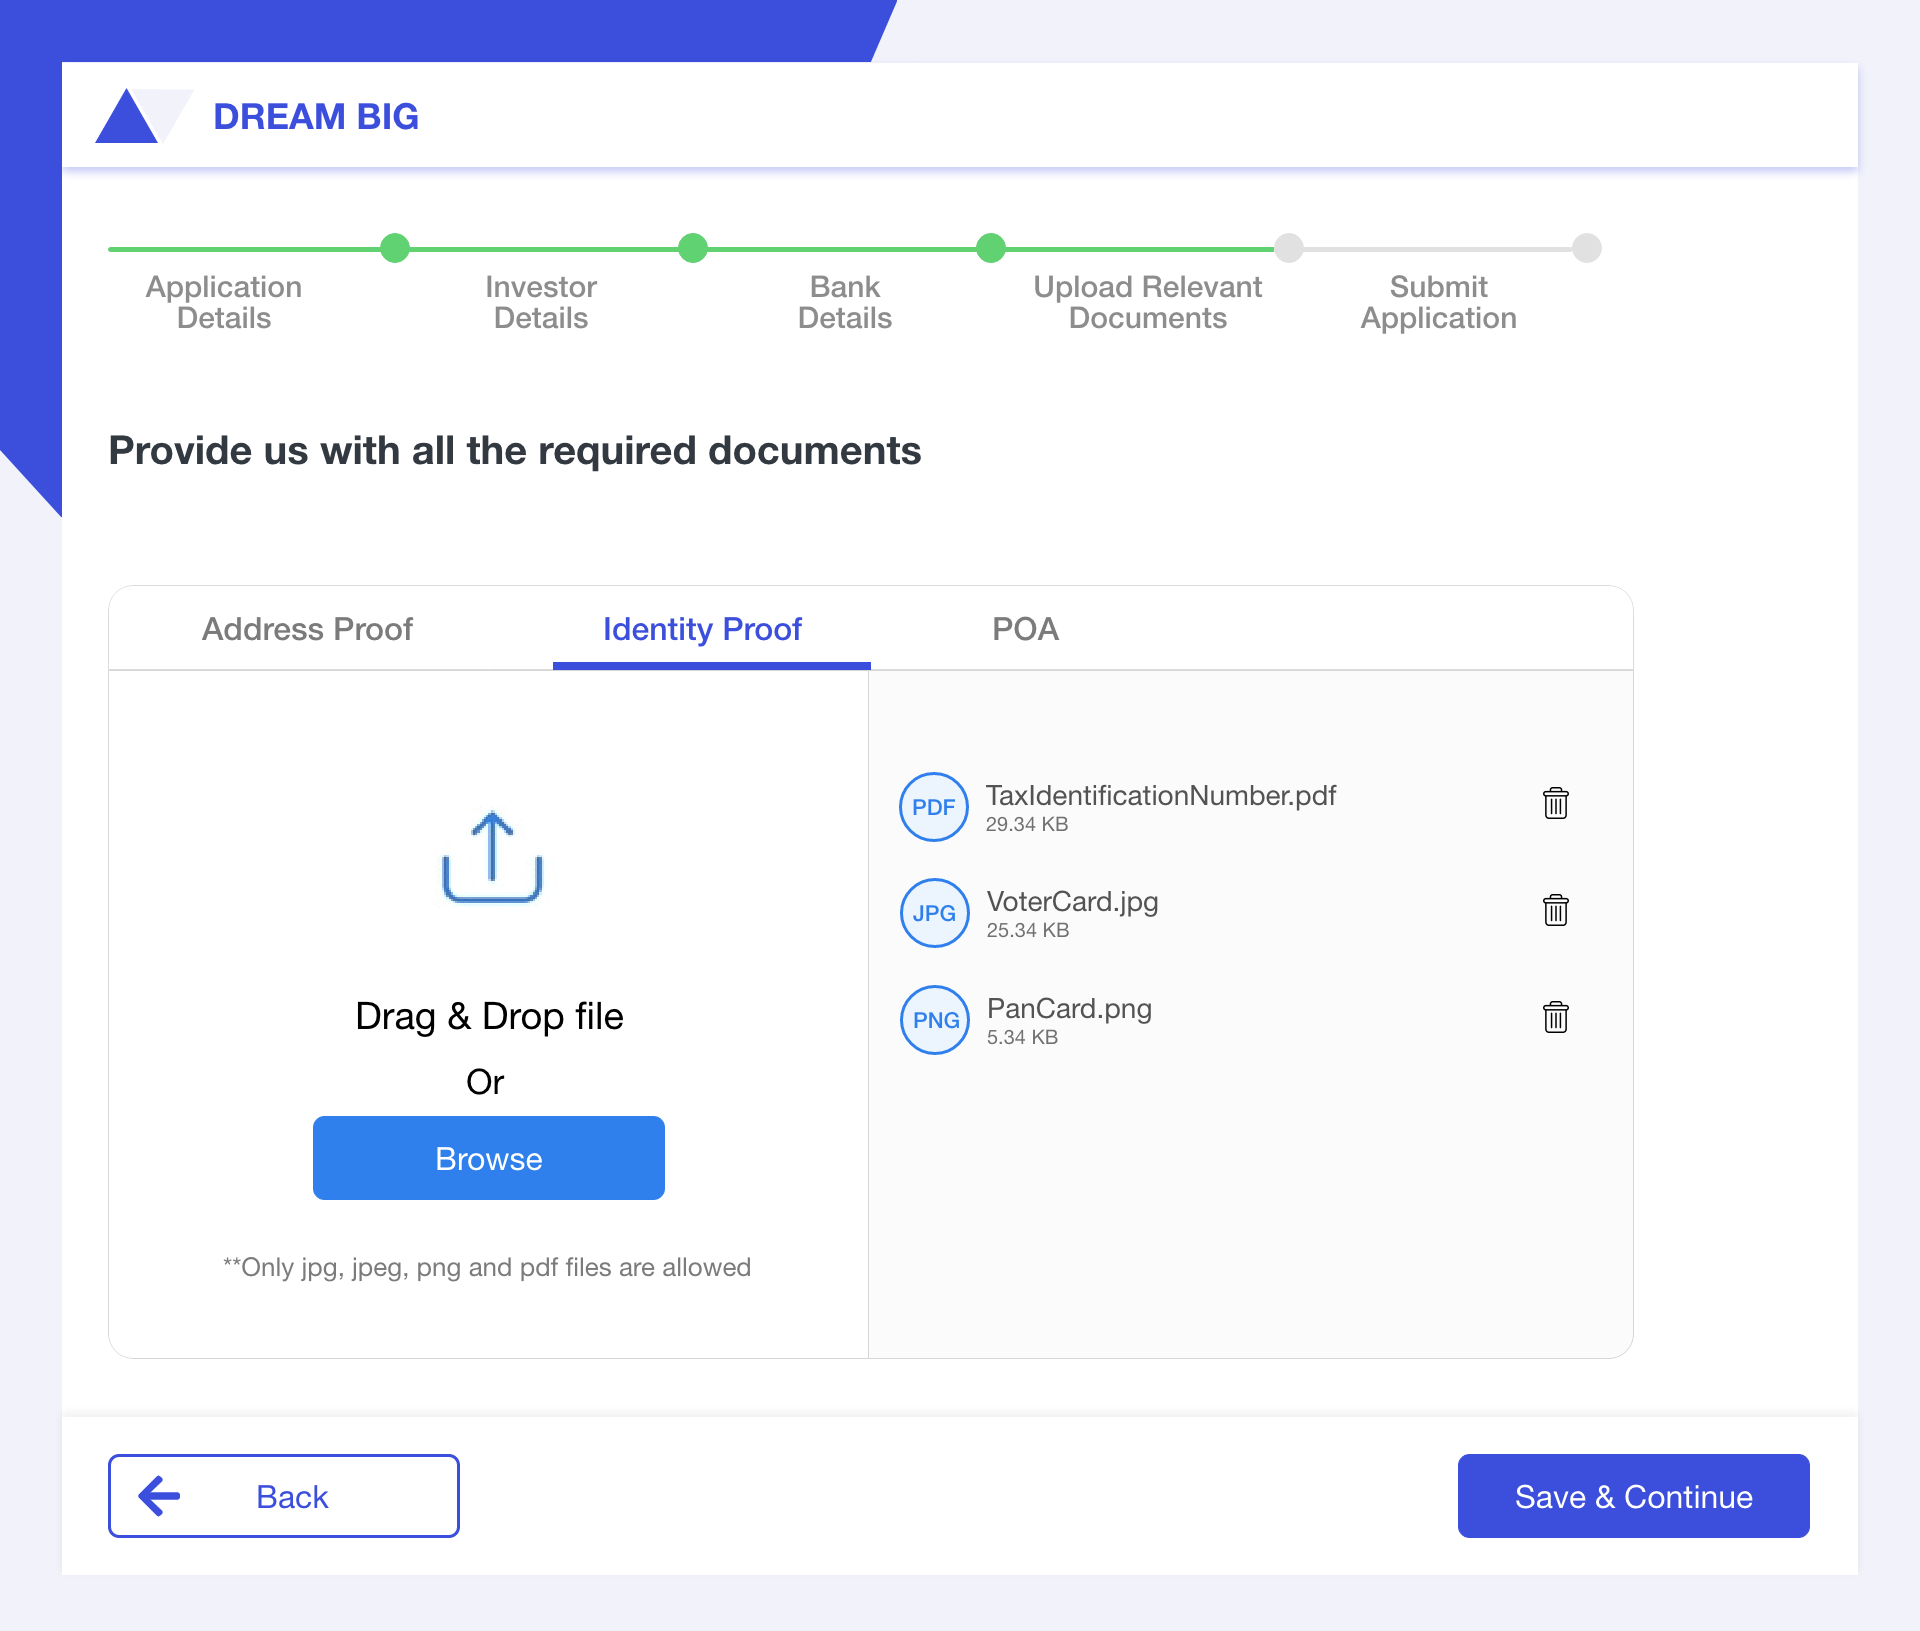 DREAM BIG
Application
Details
Investor
Details
Bank
Details
Upload Relevant
Documents
Submit
Application
Provide us with all the required documents
Address Proof
Identity Proof
POA
Drag & Drop file
Or
Browse
**Only jpg, jpeg, png and pdf files are allowed
PDF
TaxIdentificationNumber.pdf
29.34 KB
JPG
VoterCard.jpg
25.34 KB
PNG
PanCard.png
5.34 KB
Back
Save & Continue